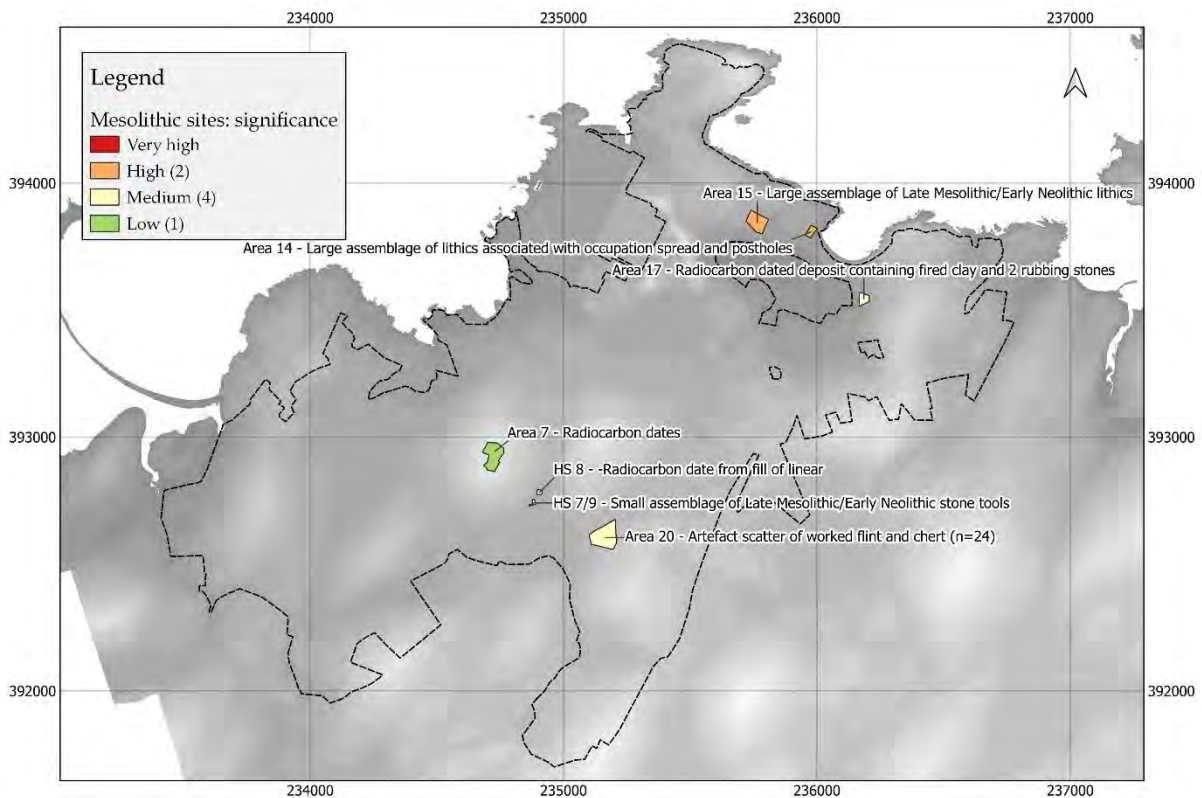 234000
235000
236000
237000
Legend
Mesolithic sites: significance
Very high
High (2)
Medium (4)
Low (1)
394000
394000
Area 15 - Large assemblage of Late Mesolithic/Early Neolithic lithics
Area 14 - Large assemblage of lithics associated with occupation spread and postholes
Area 17 - Radiocarbon dated deposit containing fired clay and 2 rubbing stones
393000
393000
Area 7 - Radiocarbon dates
HS 8 - -Radiocarbon date from fill of linear
HS 7/9 - Small assemblage of Late Mesolithic/Early Neolithic stone tools
Area 20 - Artefact scatter of worked flint and chert (n=24)
392000
392000
234000
235000
236000
237000